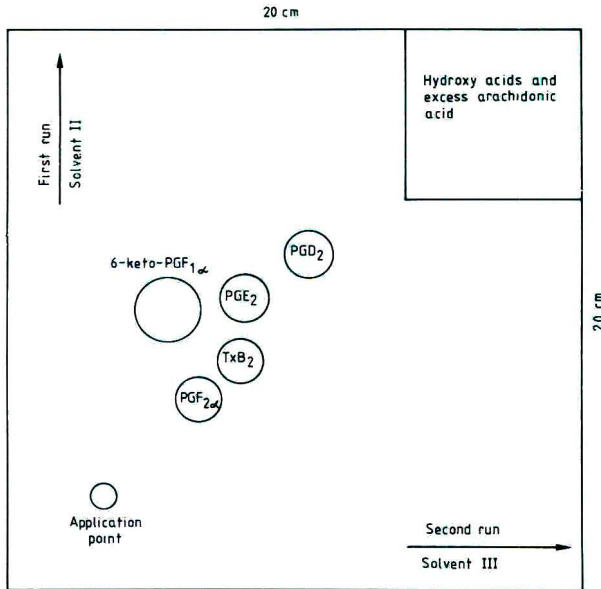 20 cm
Hydroxy acids and
excess arachidonic
acid
First run
Solvent II
PGD₂
6-keto-PGF₁α
PGE₂
20 cm
TxB₂
PGF₂α
Application
point
Second run
Solvent III